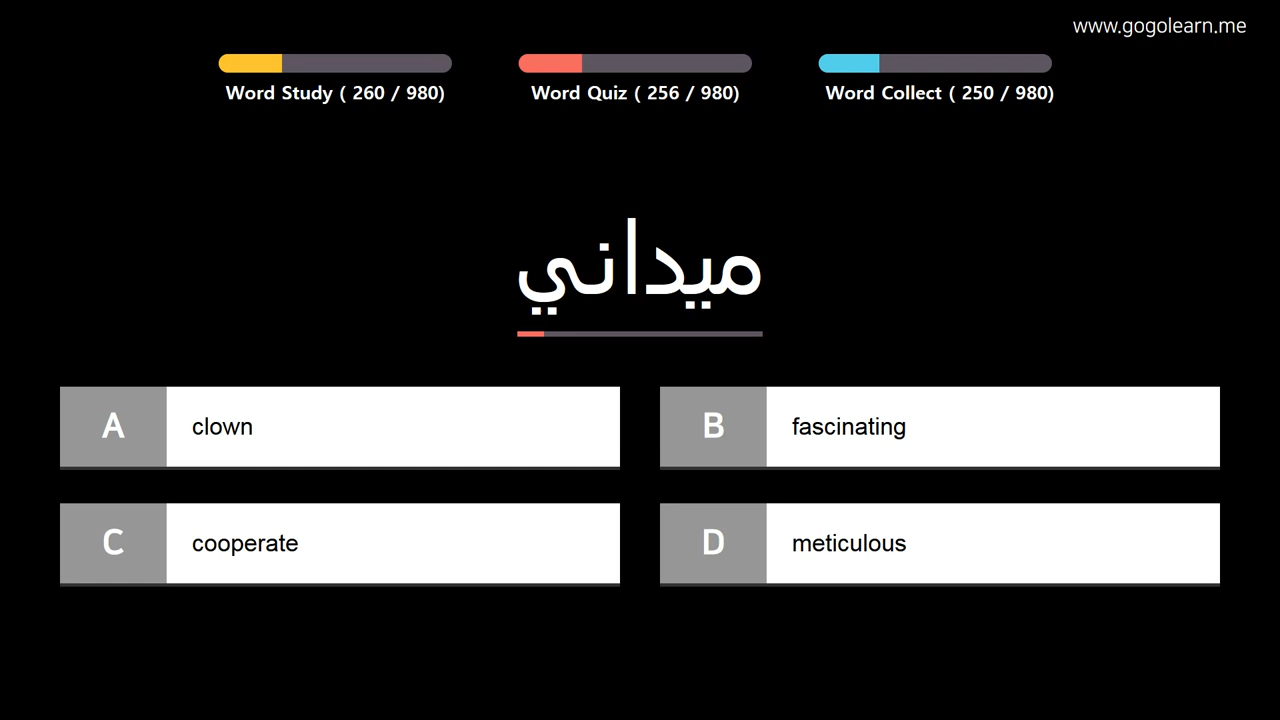 www.gogolearn.me
Word Study ( 260 / 980)
Word Quiz ( 256 / 980)
Word Collect ( 250 / 980)
ميداني
A clown
B fascinating
C cooperate
D meticulous